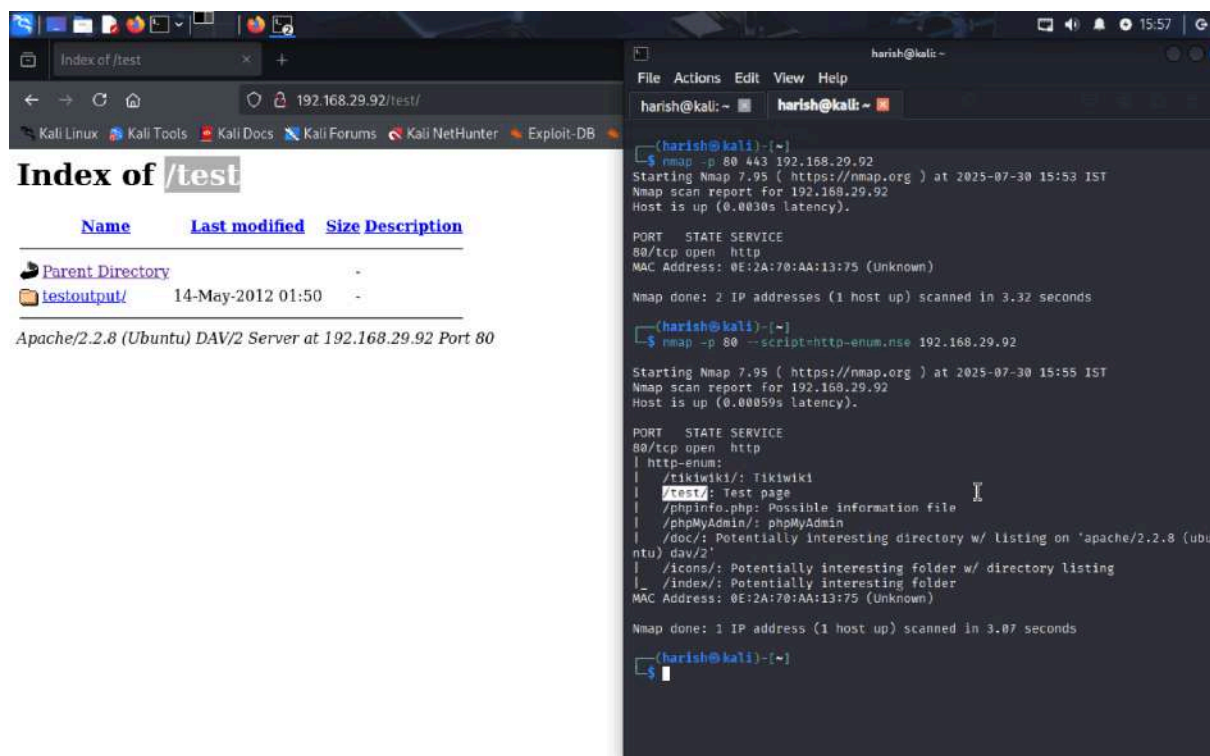 15:57
Index of /test
192.168.29.92/test/
Kali Linux Kali Tools Kali Docs Kali Forums Kali NetHunter Exploit-DB
Index of /test
Name Last modified Size Description
Parent Directory -
testoutput/ 14-May-2012 01:50 -
Apache/2.2.8 (Ubuntu) DAV/2 Server at 192.168.29.92 Port 80
harish@kali: ~
File Actions Edit View Help
harish@kali: ~ harish@kali: ~
(harish㉿kali)-[~]
$ nmap -p 80 443 192.168.29.92
Starting Nmap 7.95 ( https://nmap.org ) at 2025-07-30 15:53 IST
Nmap scan report for 192.168.29.92
Host is up (0.0030s latency).
PORT STATE SERVICE
80/tcp open http
MAC Address: 0E:2A:70:AA:13:75 (Unknown)
Nmap done: 2 IP addresses (1 host up) scanned in 3.32 seconds
(harish㉿kali)-[~]
$ nmap -p 80 --script=http-enum.nse 192.168.29.92
Starting Nmap 7.95 ( https://nmap.org ) at 2025-07-30 15:55 IST
Nmap scan report for 192.168.29.92
Host is up (0.00059s latency).
PORT STATE SERVICE
80/tcp open http
| http-enum:
| /tikiwiki/: Tikiwiki
| /test/: Test page
| /phpinfo.php: Possible information file
| /phpMyAdmin/: phpMyAdmin
| /doc/: Potentially interesting directory w/ listing on 'apache/2.2.8 (ubu
ntu) dav/2'
| /icons/: Potentially interesting folder w/ directory listing
|_ /index/: Potentially interesting folder
MAC Address: 0E:2A:70:AA:13:75 (Unknown)
Nmap done: 1 IP address (1 host up) scanned in 3.07 seconds
(harish㉿kali)-[~]
$